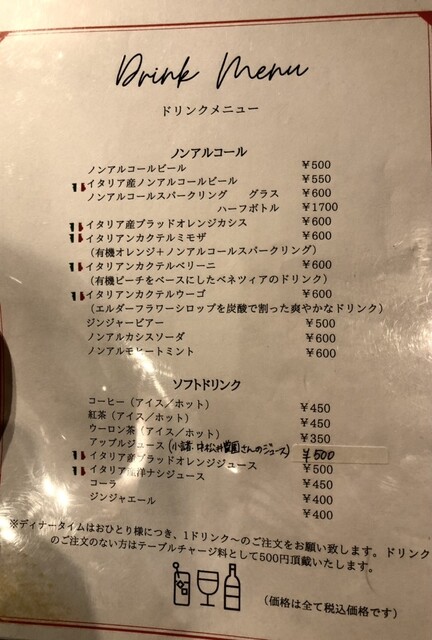 Drink Menu
ドリンクメニュー
ノンアルコール
ノンアルコールビール ¥500
イタリア産ノンアルコールビール ¥550
ノンアルコールスパークリング グラス ¥600
ハーフボトル ¥1700
イタリア産ブラッドオレンジカシス ¥600
イタリアンカクテルミモザ ¥600
（有機オレンジ＋ノンアルコールスパークリング）
イタリアンカクテルベリーニ ¥600
（有機ピーチをベースにしたベネツィアのドリンク）
イタリアンカクテルウーゴ ¥600
（エルダーフラワーシロップを炭酸で割った爽やかなドリンク）
ジンジャービアー ¥500
ノンアルカシスソーダ ¥600
ノンアルモヒートミント ¥600
ソフトドリンク
コーヒー（アイス／ホット） ¥450
紅茶（アイス／ホット） ¥450
ウーロン茶（アイス／ホット） ¥350
アップルジュース (小諸 中松井農園さんのジュース) ¥500
イタリア産ブラッドオレンジジュース ¥500
イタリア産洋ナシジュース ¥450
コーラ ¥400
ジンジャエール ¥400
※ディナータイムはおひとり様につき、1ドリンク〜のご注文をお願い致します。ドリンク
のご注文のない方はテーブルチャージ料として500円頂戴いたします。
（価格は全て税込価格です）